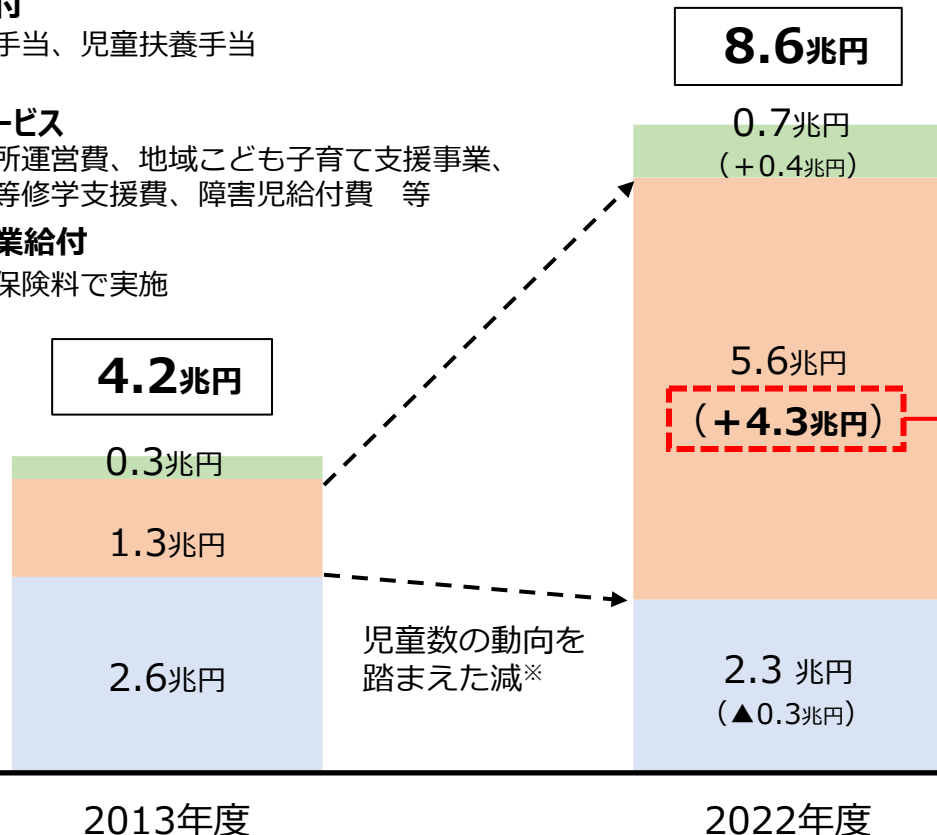 付
手当、児童扶養手当
ービス
所運営費、地域こども子育て支援事業、
等修学支援費、障害児給付費　等
業給付
保険料で実施
4.2兆円
0.3兆円
1.3兆円
2.6兆円
児童数の動向を
踏まえた減※
8.6兆円
0.7兆円
（＋0.4兆円）
5.6兆円
（+4.3兆円）
2.3 兆円
（▲0.3兆円）
2013年度
2022年度